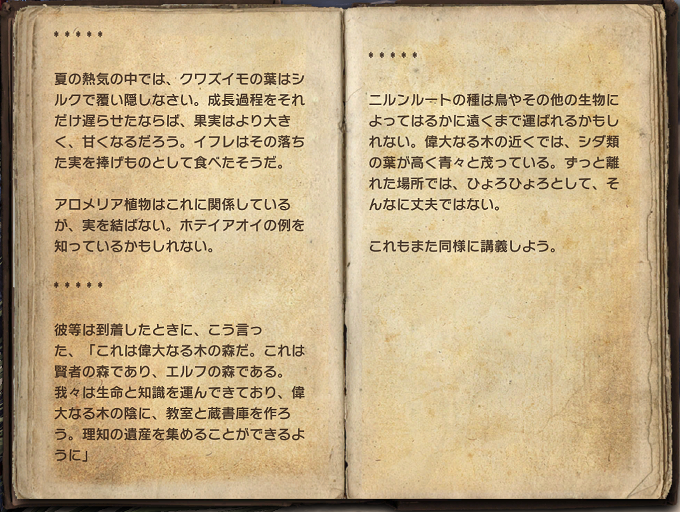 *****
夏の熱気の中では、クワズイモの葉はシ
ルクで覆い隠しなさい。成長過程をそれ
だけ遅らせたならば、果実はより大き
く、甘くなるだろう。イフレはその落ち
た実を捧げものとして食べたそうだ。
アロメリア植物はこれに関係している
が、実を結ばない。ホテイアオイの例を
知っているかもしれない。
*****
彼等は到着したときに、こう言っ
た、「これは偉大なる木の森だ。これは
賢者の森であり、エルフの森である。
我々は生命と知識を運んできており、偉
大なる木の陰に、教室と蔵書庫を作ろ
う。理知の遺産を集めることができるよ
うに」
*****
ニルンルートの種は鳥やその他の生物に
よってはるかに遠くまで運ばれるかもし
れない。偉大なる木の近くでは、シダ類
の葉が高く青々と茂っている。ずっと離
れた場所では、ひょろひょろとして、そ
んなに丈夫ではない。
これもまた同様に講義しよう。